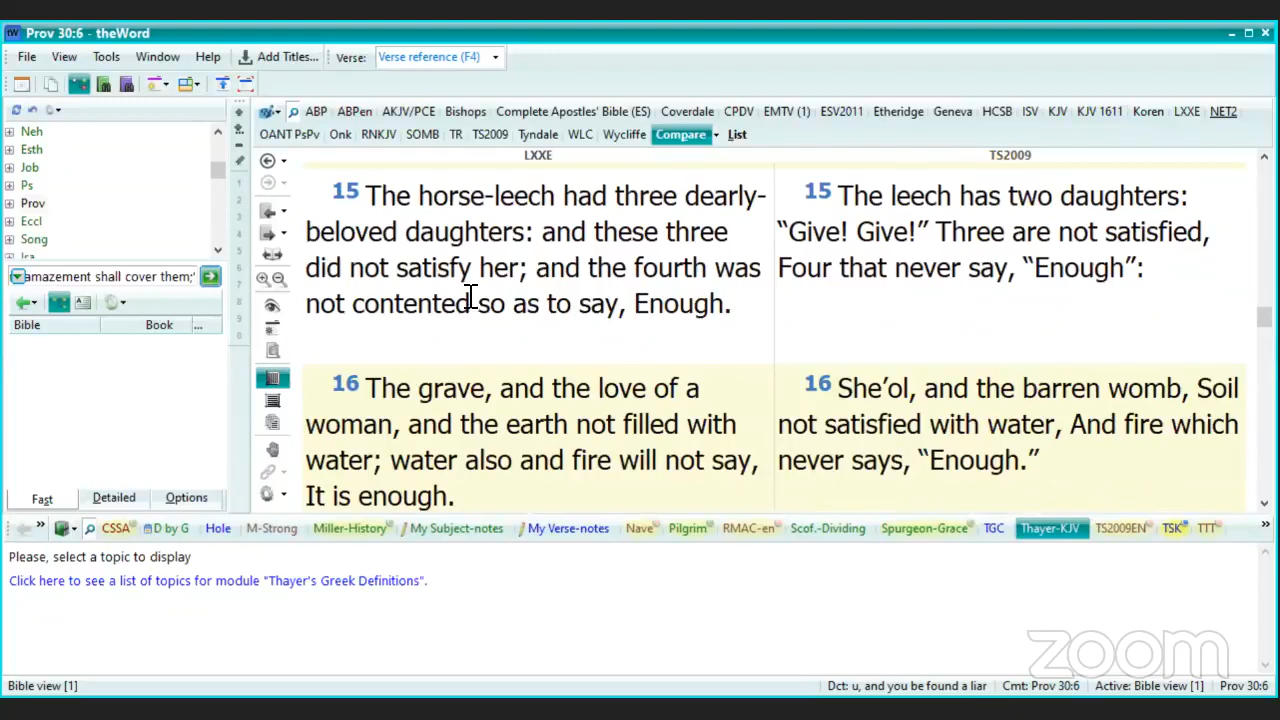 Prov 30:6 - theWord
File View Tools Window Help Add Titles... Verse: Verse reference (F4)
ABP ABPen AKJV/PCE Bishops Complete Apostles' Bible (ES) Coverdale CPDV EMTV (1) ESV2011 Etheridge Geneva HCSB ISV KJV KJV 1611 Koren LXXE NET2
OANT PsPv Onk RNKJV SOMB TR TS2009 Tyndale WLC Wycliffe Compare List
Neh
Esth
Job
Ps
Prov
Eccl
Song
Isa
amazement shall cover them;
Bible Book ...
Fast Detailed Options
1
2
3
4
5
6
7
8
9
0
LXXE
15 The horse-leech had three dearly-
beloved daughters: and these three
did not satisfy her; and the fourth was
not contented so as to say, Enough.
16 The grave, and the love of a
woman, and the earth not filled with
water; water also and fire will not say,
It is enough.
TS2009
15 The leech has two daughters:
“Give! Give!” Three are not satisfied,
Four that never say, “Enough”:
16 She’ol, and the barren womb, Soil
not satisfied with water, And fire which
never says, “Enough.”
CSSA D by G Hole M-Strong Miller-History My Subject-notes My Verse-notes Nave Pilgrim RMAC-en Scof.-Dividing Spurgeon-Grace TGC Thayer-KJV TS2009EN TSK TTT
Please, select a topic to display
Click here to see a list of topics for module "Thayer's Greek Definitions".
zoom
Bible view [1] Dct: u, and you be found a liar Cmt: Prov 30:6 Active: Bible view [1] Prov 30:6